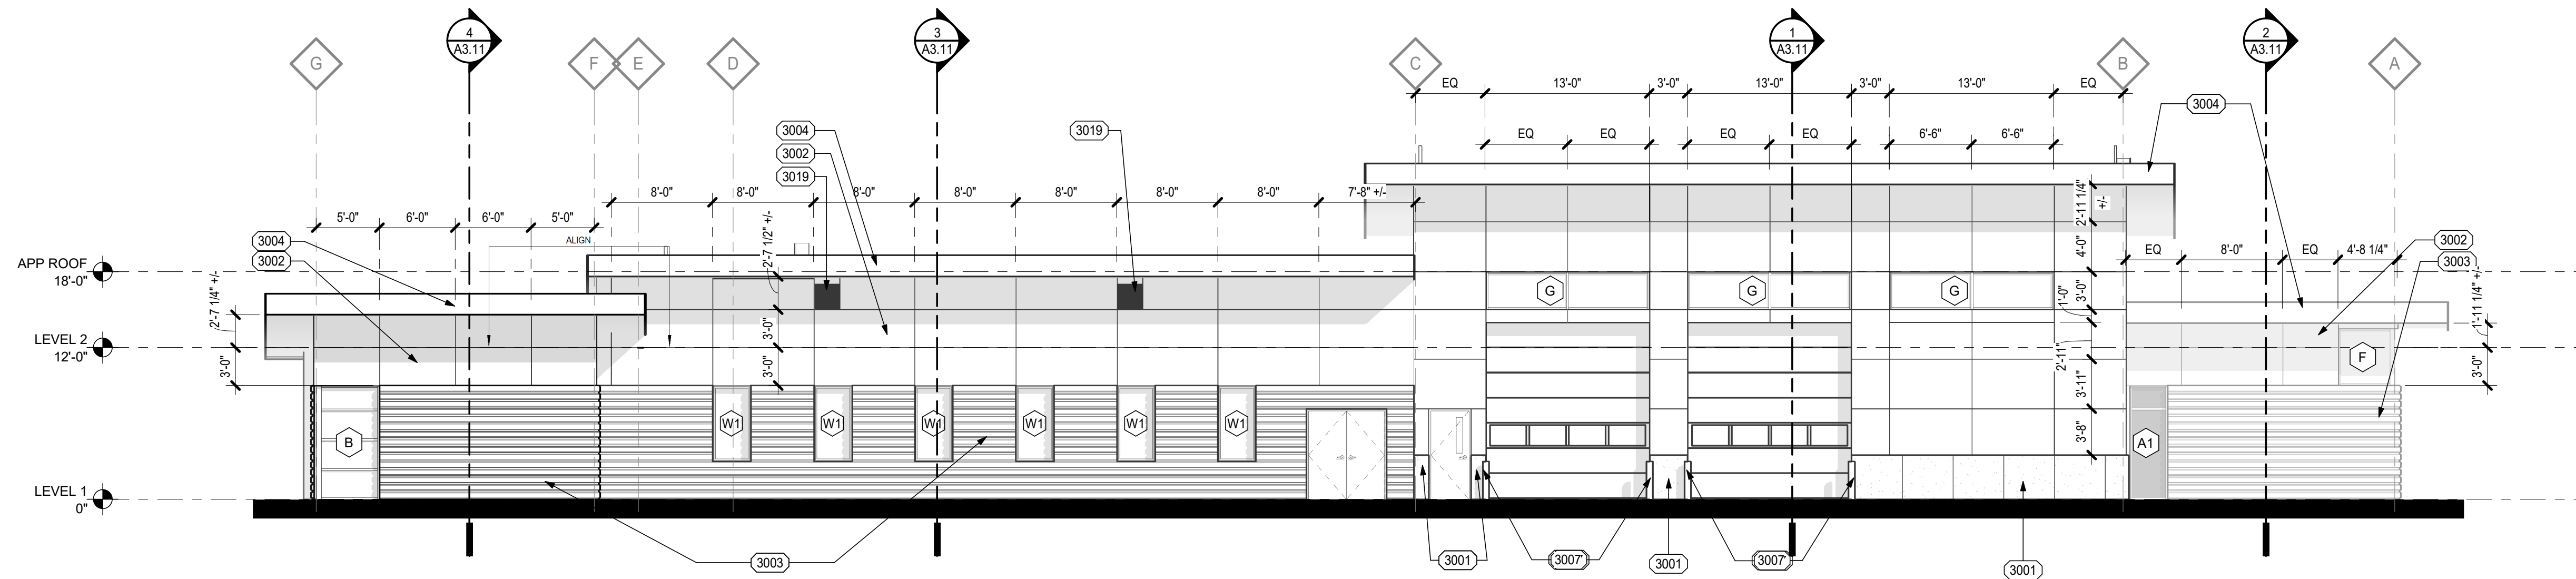 4
A3.11
3
A3.11
1
A3.11
2
A3.11
G
F
E
D
C
B
A
EQ
13'-0"
3'-0"
13'-0"
3'-0"
13'-0"
EQ
3004
EQ
EQ
EQ
EQ
6'-6"
6'-6"
3004
3002
3019
3019
8'-0"
8'-0"
8'-0"
8'-0"
8'-0"
8'-0"
8'-0"
7'-8" +/-
5'-0"
6'-0"
6'-0"
5'-0"
ALIGN
3004
3002
2'-7 1/2" +/-
2'-11 1/4"
+/-
4'-0"
EQ
8'-0"
EQ
4'-8 1/4"
3002
3003
APP ROOF
18'-0"
2'-7 1/4" +/-
G
G
G
3'-0"
1'-0"
1'-11 1/4" +/-
LEVEL 2
12'-0"
3'-0"
3'-0"
3'-0"
2'-11"
3'-11"
F
3'-0"
B
W1
W1
W1
W1
W1
W1
3'-8"
A1
LEVEL 1
0"
3003
3001
3007
3001
3007
3001